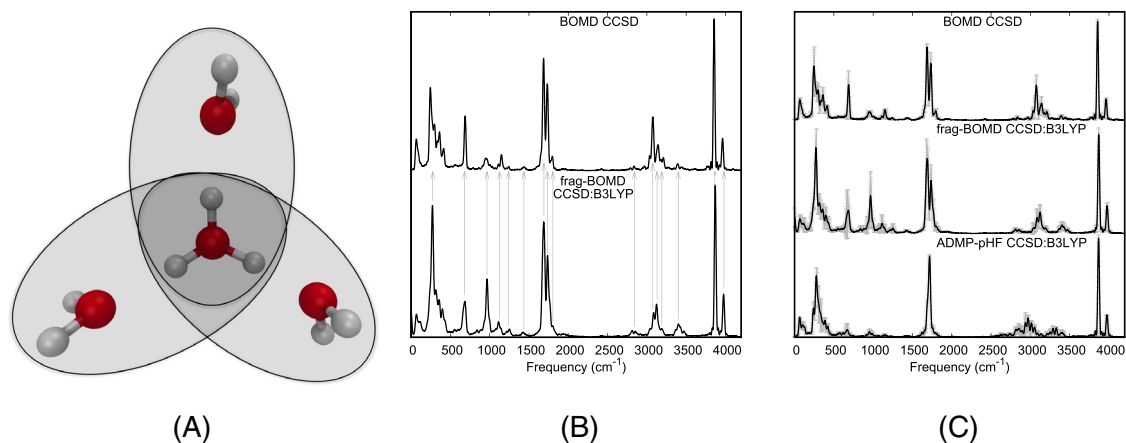 BOMD CCSD
frag-BOMD
CCSD:B3LYP
0 500 1000 1500 2000 2500 3000 3500 4000
Frequency (cm-1)
BOMD CCSD
frag-BOMD CCSD:B3LYP
ADMP-pHF CCSD:B3LYP
0 500 1000 1500 2000 2500 3000 3500 4000
Frequency (cm-1)
(A) (B) (C)